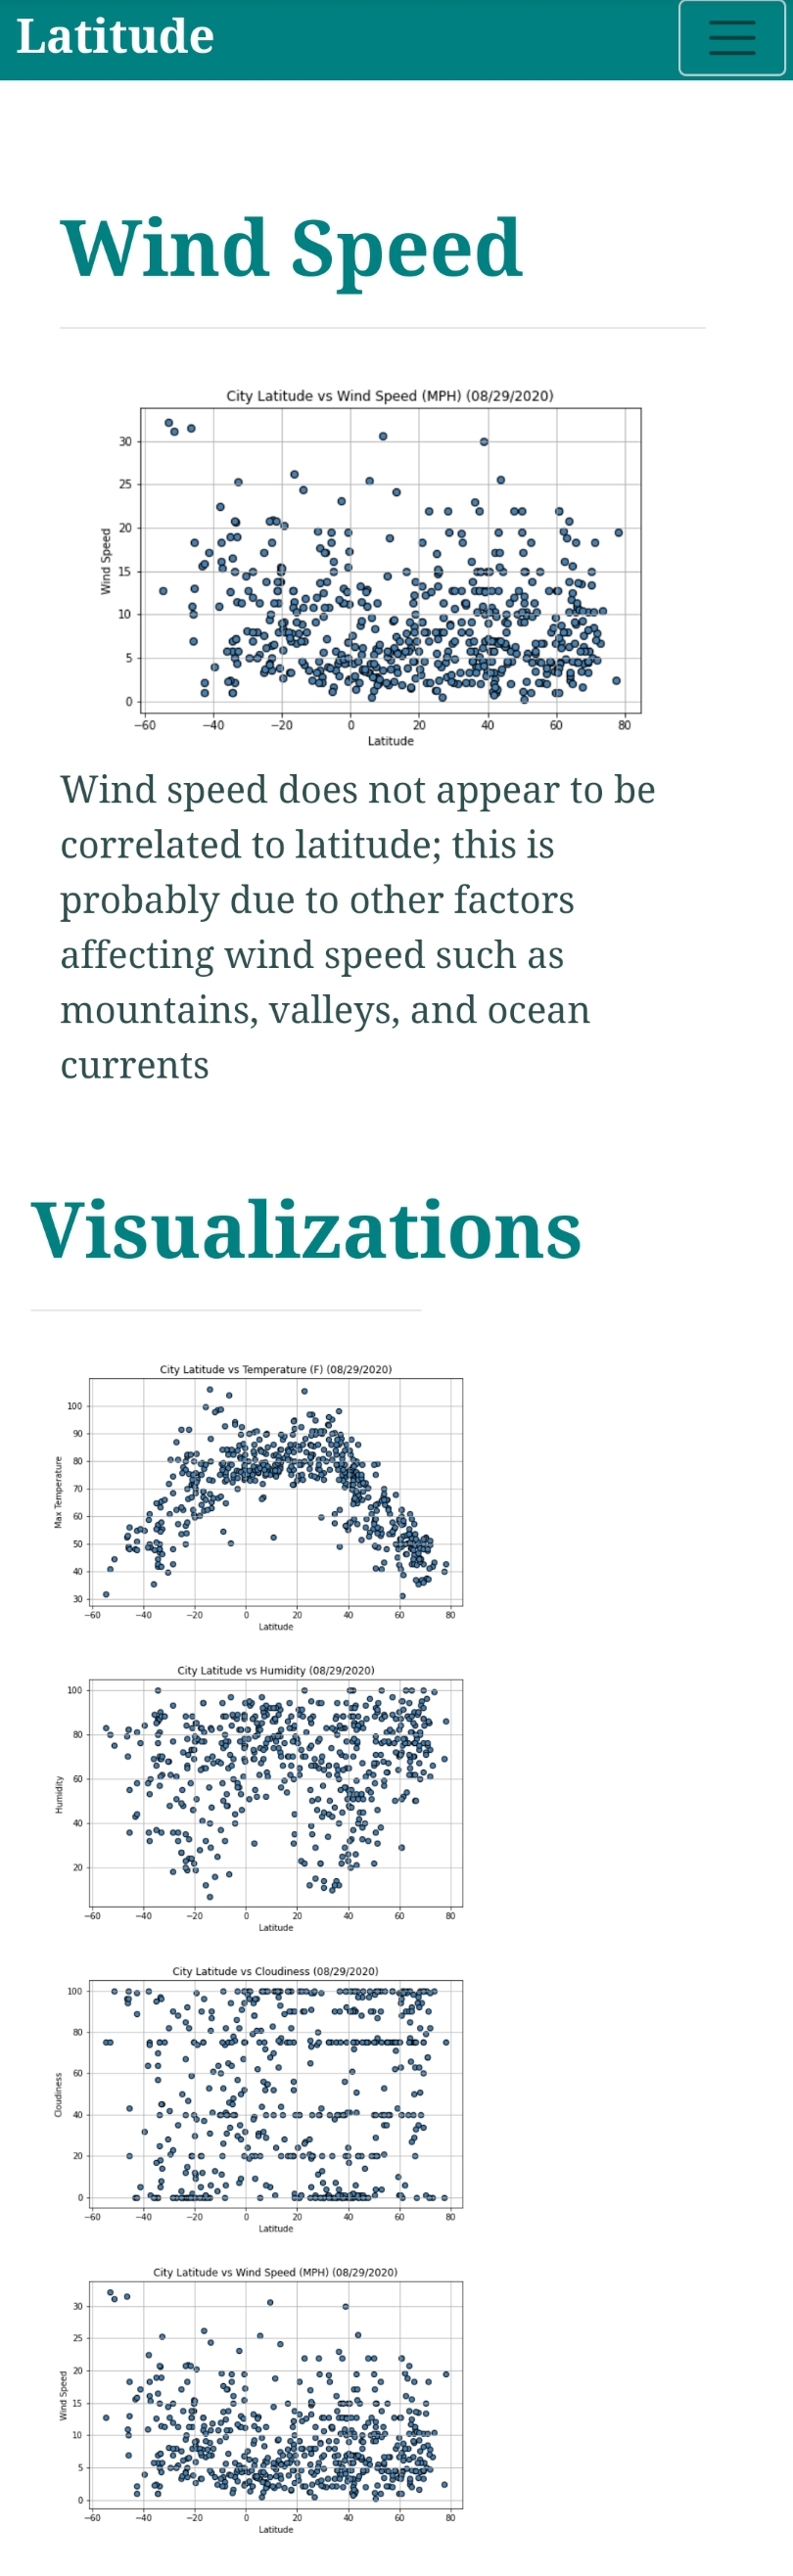 Latitude
Wind Speed
City Latitude vs Wind Speed (MPH) (08/29/2020)
Wind Speed
30
25
20
15
10
5
0
−60 −40 −20 0 20 40 60 80
Latitude
Wind speed does not appear to be
correlated to latitude; this is
probably due to other factors
affecting wind speed such as
mountains, valleys, and ocean
currents
Visualizations
City Latitude vs Temperature (F) (08/29/2020)
Max Temperature
100
90
80
70
60
50
40
30
−60 −40 −20 0 20 40 60 80
Latitude
City Latitude vs Humidity (08/29/2020)
Humidity
100
80
60
40
20
−60 −40 −20 0 20 40 60 80
Latitude
City Latitude vs Cloudiness (08/29/2020)
Cloudiness
100
80
60
40
20
0
−60 −40 −20 0 20 40 60 80
Latitude
City Latitude vs Wind Speed (MPH) (08/29/2020)
Wind Speed
30
25
20
15
10
5
0
−60 −40 −20 0 20 40 60 80
Latitude